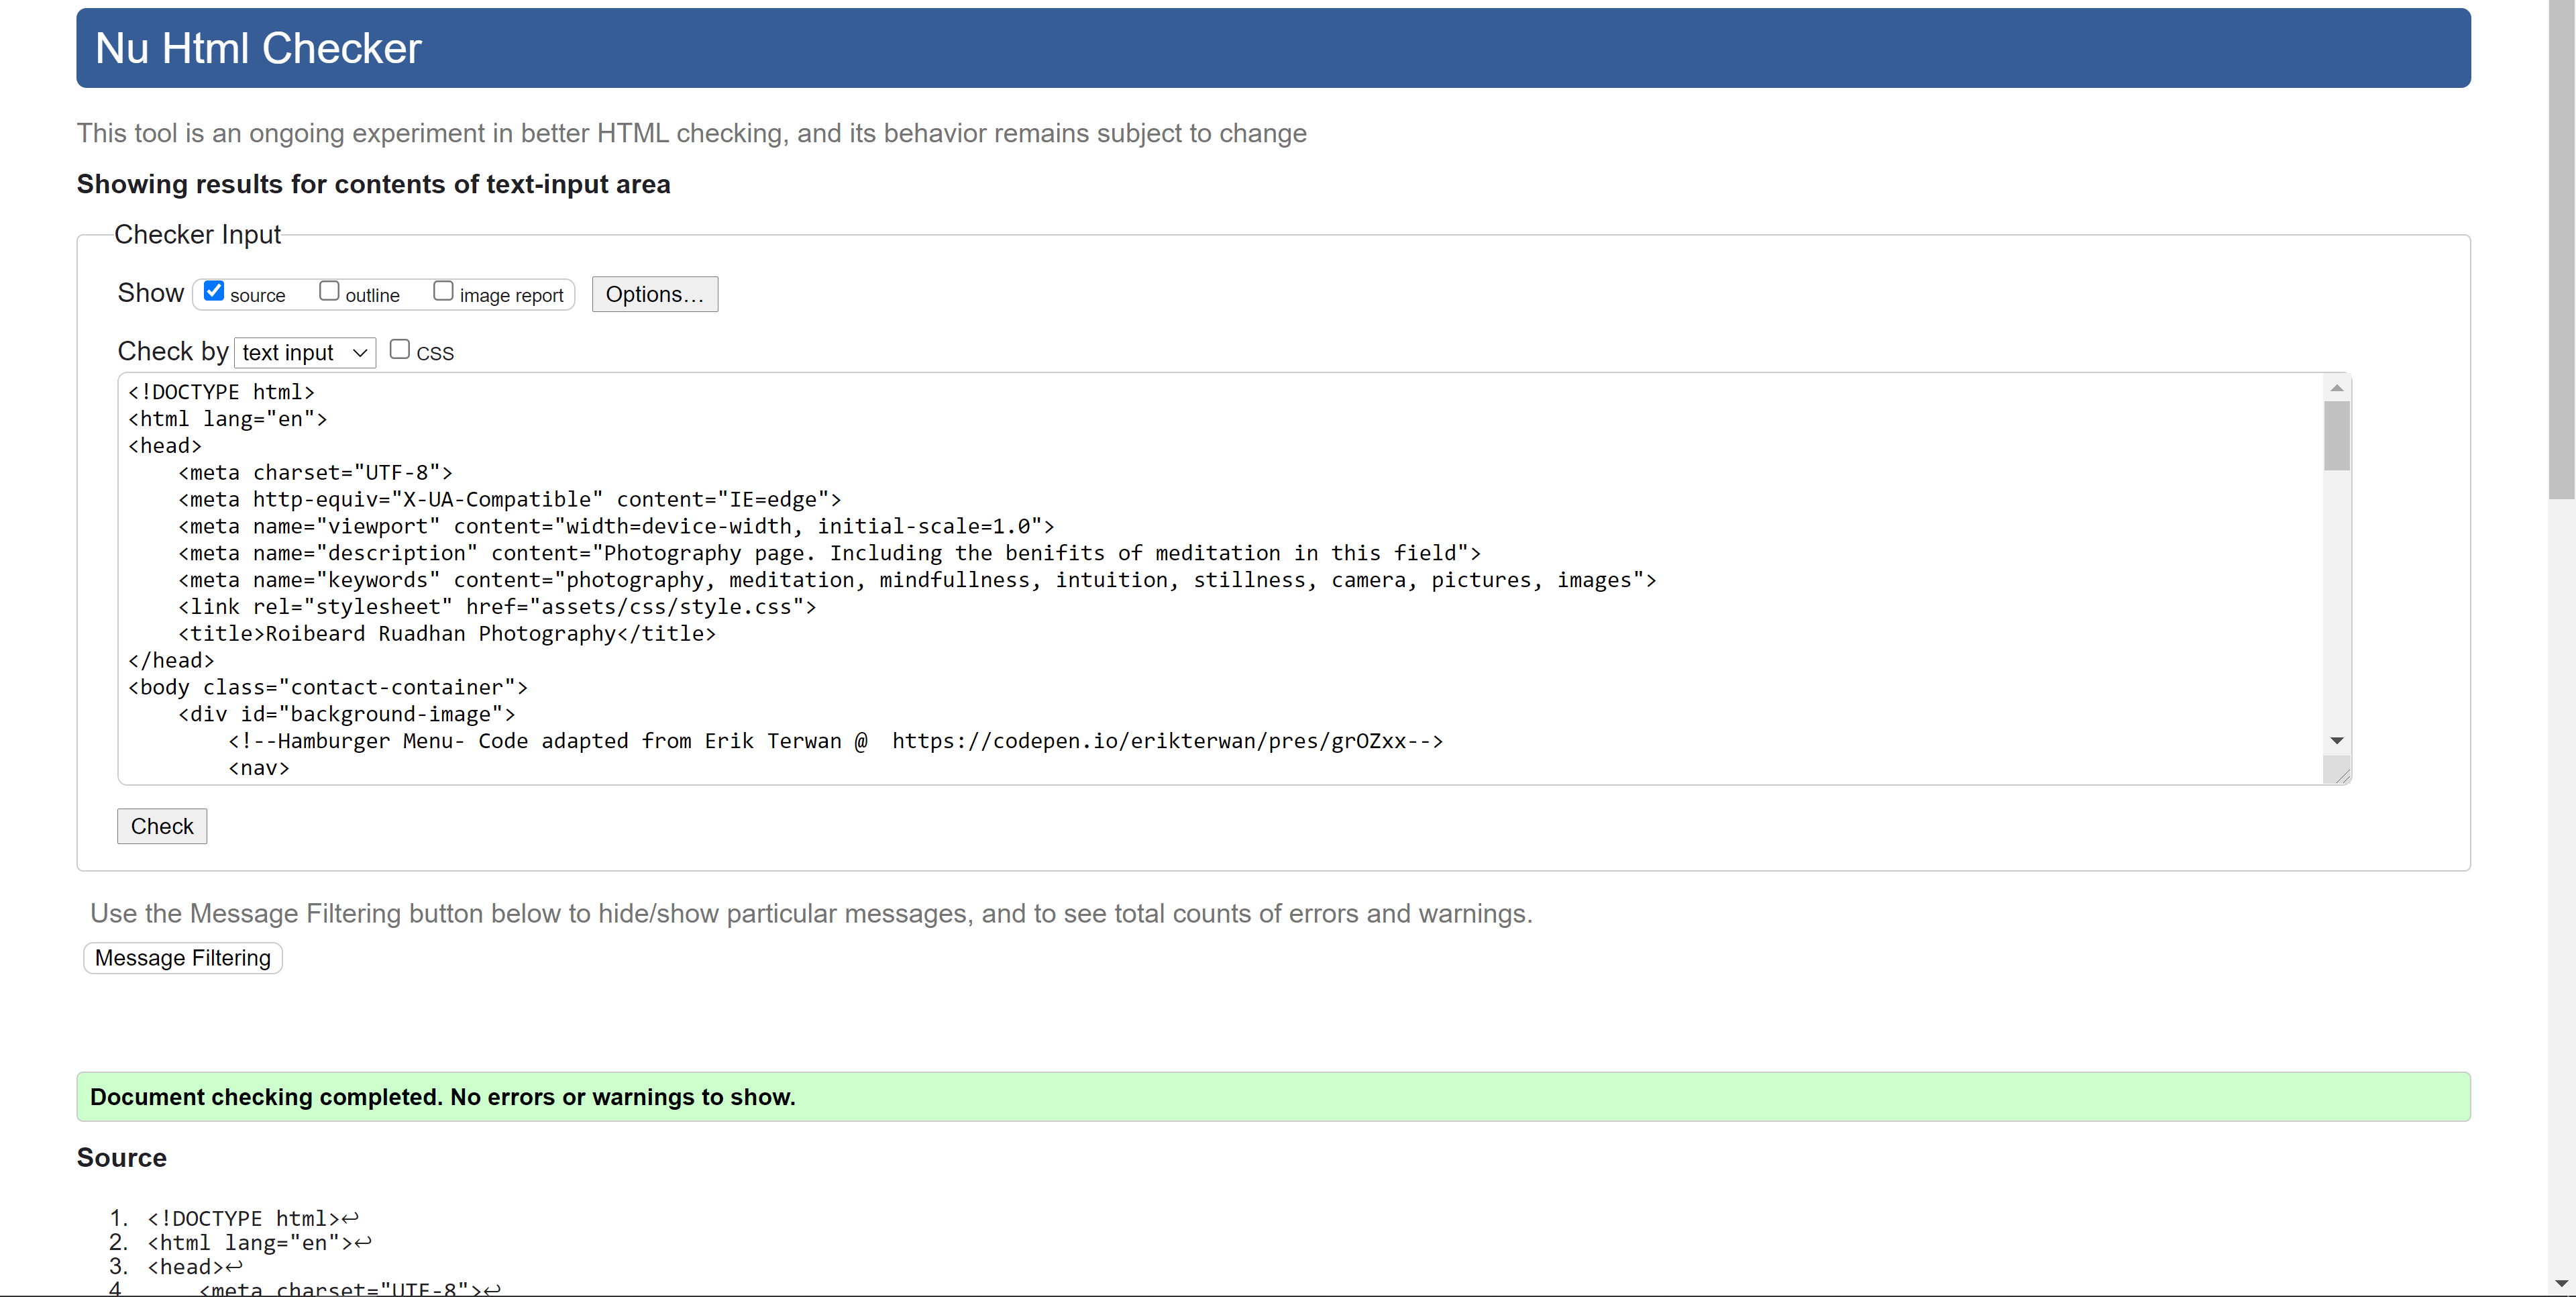 Nu Html Checker
This tool is an ongoing experiment in better HTML checking, and its behavior remains subject to change
Showing results for contents of text-input area
Checker Input
Show source outline image report Options...
Check by text input CSS
<!DOCTYPE html>
<html lang="en">
<head>
    <meta charset="UTF-8">
    <meta http-equiv="X-UA-Compatible" content="IE=edge">
    <meta name="viewport" content="width=device-width, initial-scale=1.0">
    <meta name="description" content="Photography page. Including the benifits of meditation in this field">
    <meta name="keywords" content="photography, meditation, mindfullness, intuition, stillness, camera, pictures, images">
    <link rel="stylesheet" href="assets/css/style.css">
    <title>Roibeard Ruadhan Photography</title>
</head>
<body class="contact-container">
    <div id="background-image">
        <!--Hamburger Menu- Code adapted from Erik Terwan @  https://codepen.io/erikterwan/pres/grOZxx-->
        <nav>
Check
Use the Message Filtering button below to hide/show particular messages, and to see total counts of errors and warnings.
Message Filtering
Document checking completed. No errors or warnings to show.
Source
1. <!DOCTYPE html>↩
2. <html lang="en">↩
3. <head>↩
4     <meta charset="UTF-8">↩